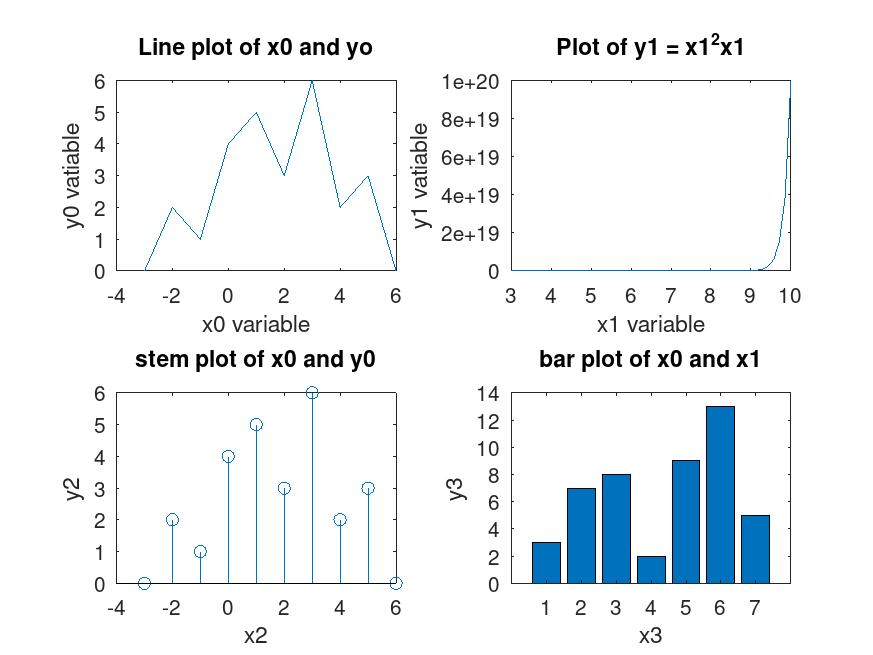 Line plot of x0 and yo
6
5
4
3
2
1
0
y0 vatiable
-4 -2 0 2 4 6
x0 variable
Plot of y1 = x1²x1
1e+20
8e+19
6e+19
4e+19
2e+19
0
y1 vatiable
3 4 5 6 7 8 9 10
x1 variable
stem plot of x0 and y0
6
5
4
3
2
1
0
y2
-4 -2 0 2 4 6
x2
bar plot of x0 and x1
14
12
10
8
6
4
2
0
y3
1 2 3 4 5 6 7
x3